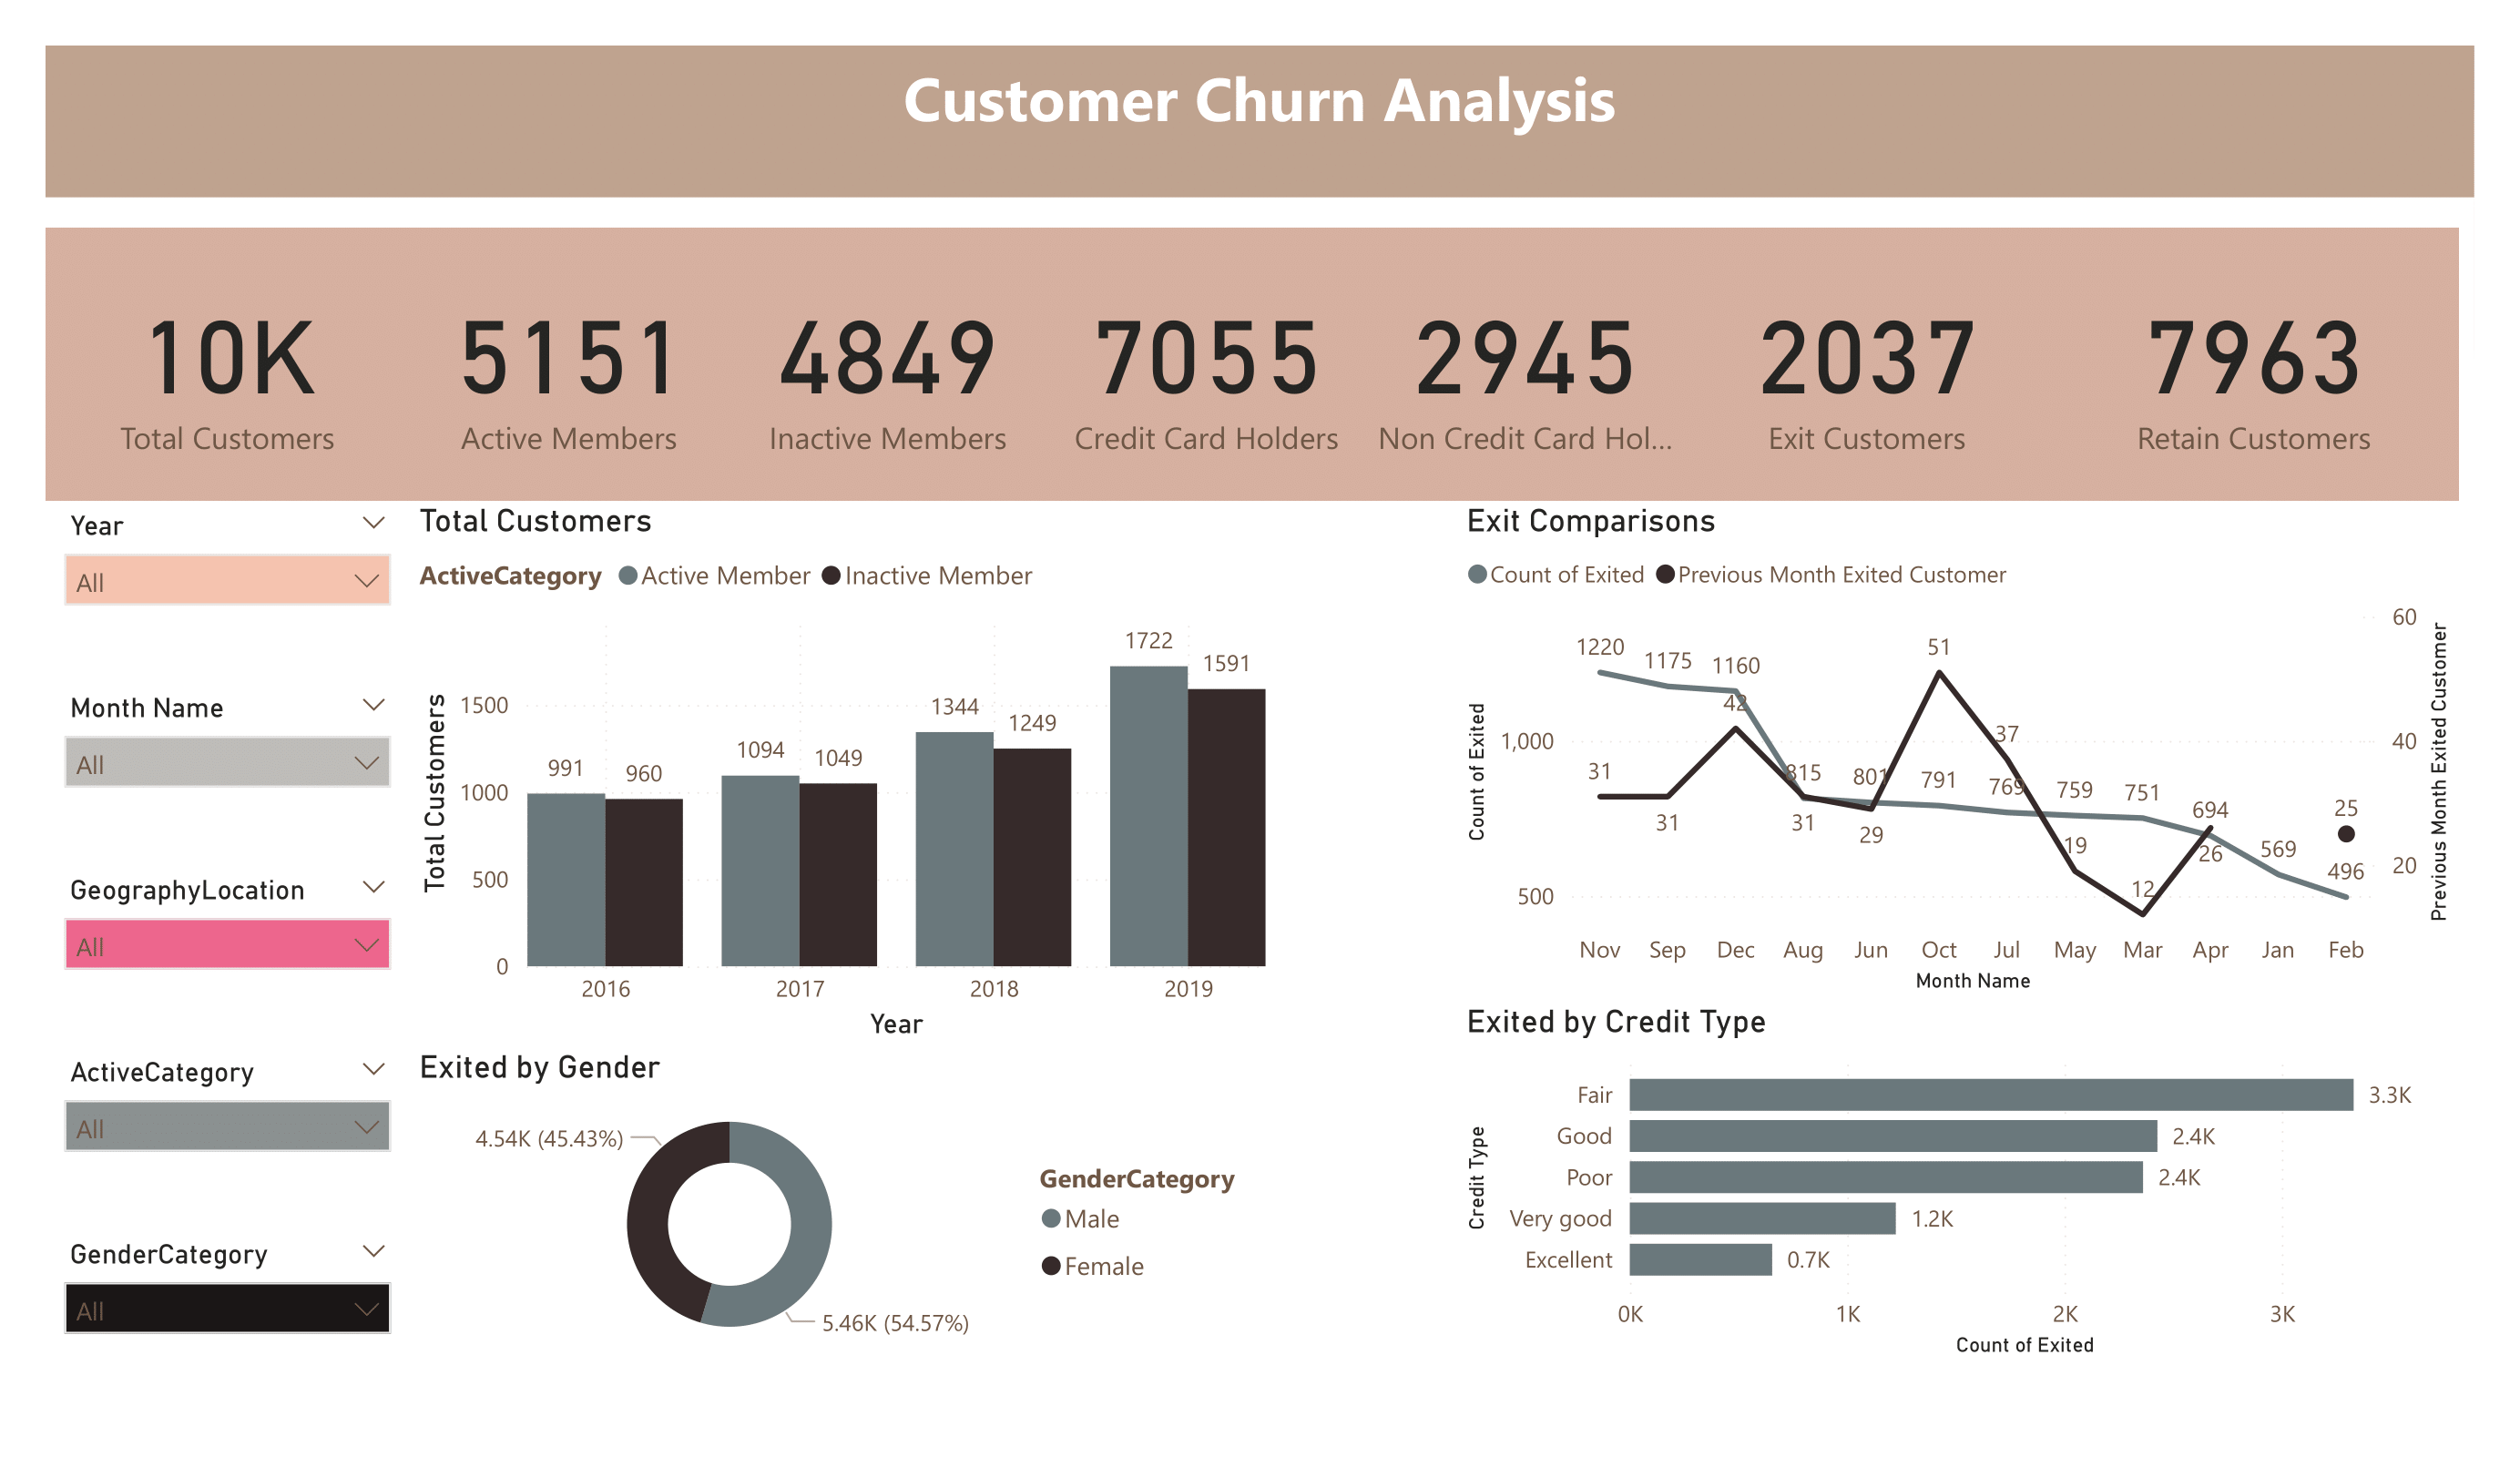 Customer Churn Analysis
10K
Total Customers
5151
Active Members
4849
Inactive Members
7055
Credit Card Holders
2945
Non Credit Card Hol...
2037
Exit Customers
7963
Retain Customers
Year
All
Month Name
All
GeographyLocation
All
ActiveCategory
All
GenderCategory
All
Total Customers
ActiveCategory Active Member Inactive Member
Total Customers
1500
1000
500
0
991 960
1094 1049
1344 1249
1722 1591
2016 2017 2018 2019
Year
Exited by Gender
4.54K (45.43%)
5.46K (54.57%)
GenderCategory
Male
Female
Exit Comparisons
Count of Exited Previous Month Exited Customer
Count of Exited
1,000
500
1220 1175 1160 815 801 791 769 759 751 694 569 496
31 31 42 31 29 51 37 19 12 26 25
60
40
20
Previous Month Exited Customer
Nov Sep Dec Aug Jun Oct Jul May Mar Apr Jan Feb
Month Name
Exited by Credit Type
Credit Type
Fair 3.3K
Good 2.4K
Poor 2.4K
Very good 1.2K
Excellent 0.7K
0K 1K 2K 3K
Count of Exited